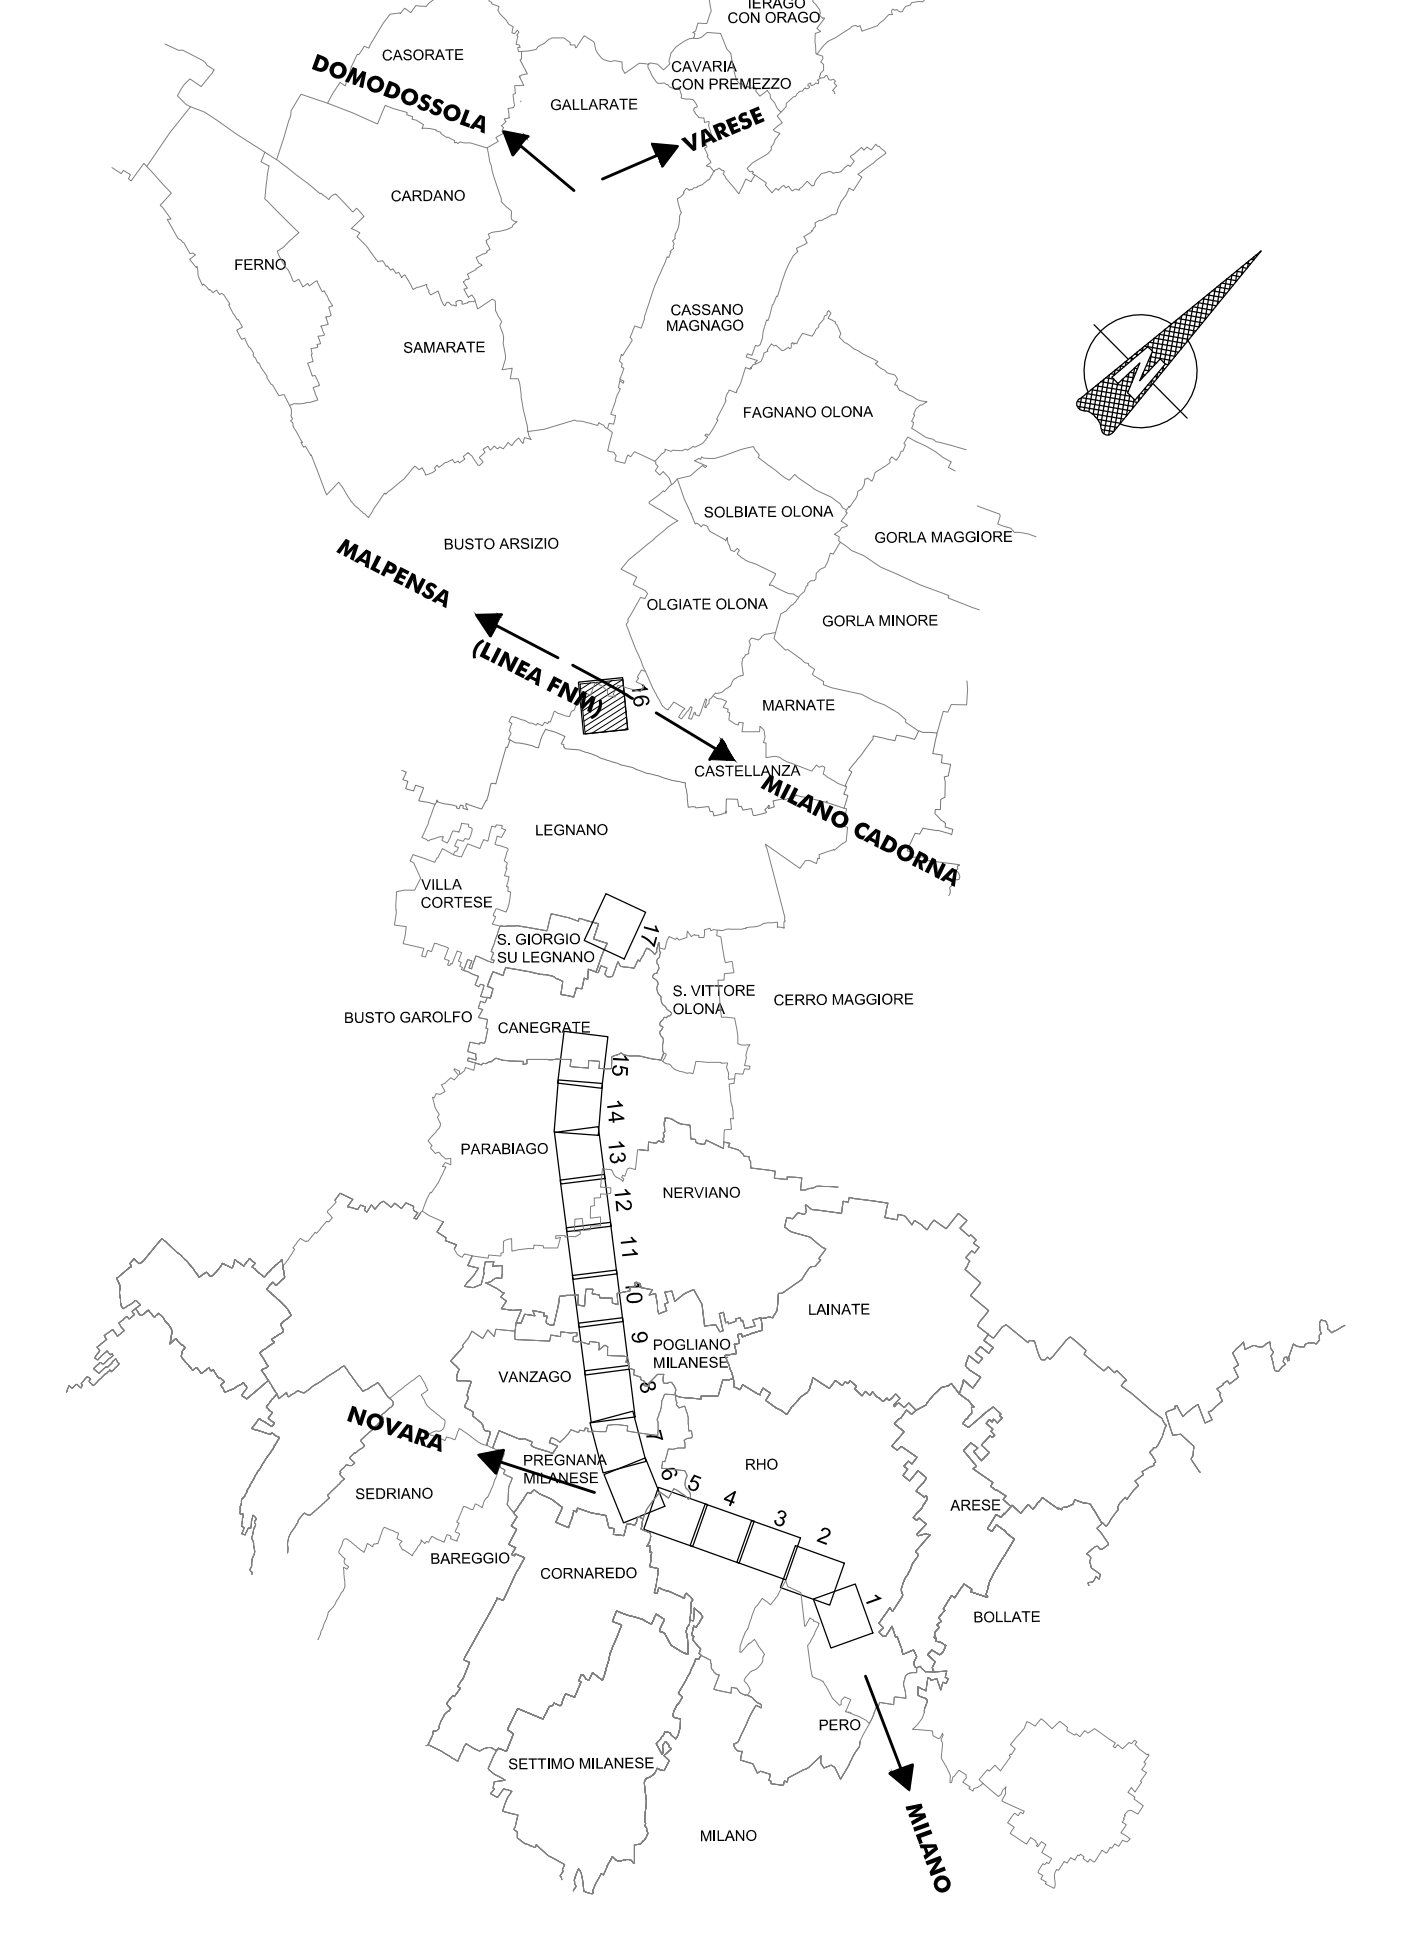 IERAGO
CON ORAGO
CASORATE
DOMODOSSOLA
CAVARIA
CON PREMEZZO
GALLARATE
VARESE
CARDANO
FERNO
CASSANO
MAGNAGO
SAMARATE
N
FAGNANO OLONA
SOLBIATE OLONA
GORLA MAGGIORE
BUSTO ARSIZIO
MALPENSA
OLGIATE OLONA
GORLA MINORE
(LINEA FNM)
16
MARNATE
CASTELLANZA
MILANO CADORNA
LEGNANO
VILLA
CORTESE
S. GIORGIO
SU LEGNANO
17
S. VITTORE
OLONA
CERRO MAGGIORE
BUSTO GAROLFO
CANEGRATE
15
14
PARABIAGO
13
NERVIANO
12
11
10
LAINATE
9
POGLIANO
MILANESE
VANZAGO
8
NOVARA
7
PREGNANA
MILANESE
RHO
6
5
SEDRIANO
4
ARESE
3
2
BAREGGIO
CORNAREDO
1
BOLLATE
PERO
SETTIMO MILANESE
MILANO
MILANO